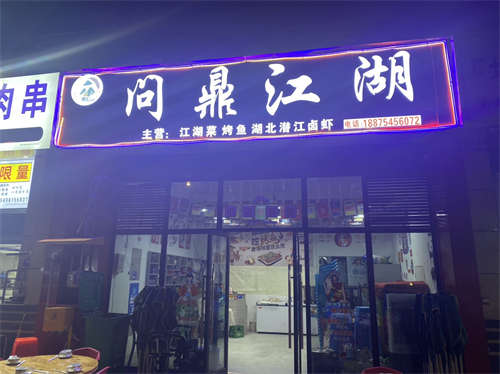 问鼎江湖
主营: 江湖菜 烤鱼 湖北潜江卤虾 电话:18875456072
肉串
限量